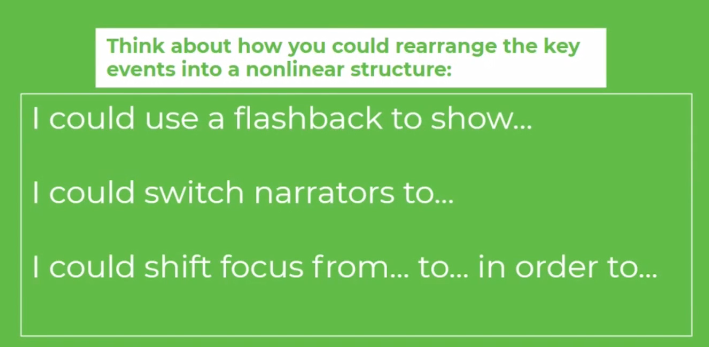 Think about how you could rearrange the key
events into a nonlinear structure:
I could use a flashback to show...
I could switch narrators to...
I could shift focus from... to... in order to...